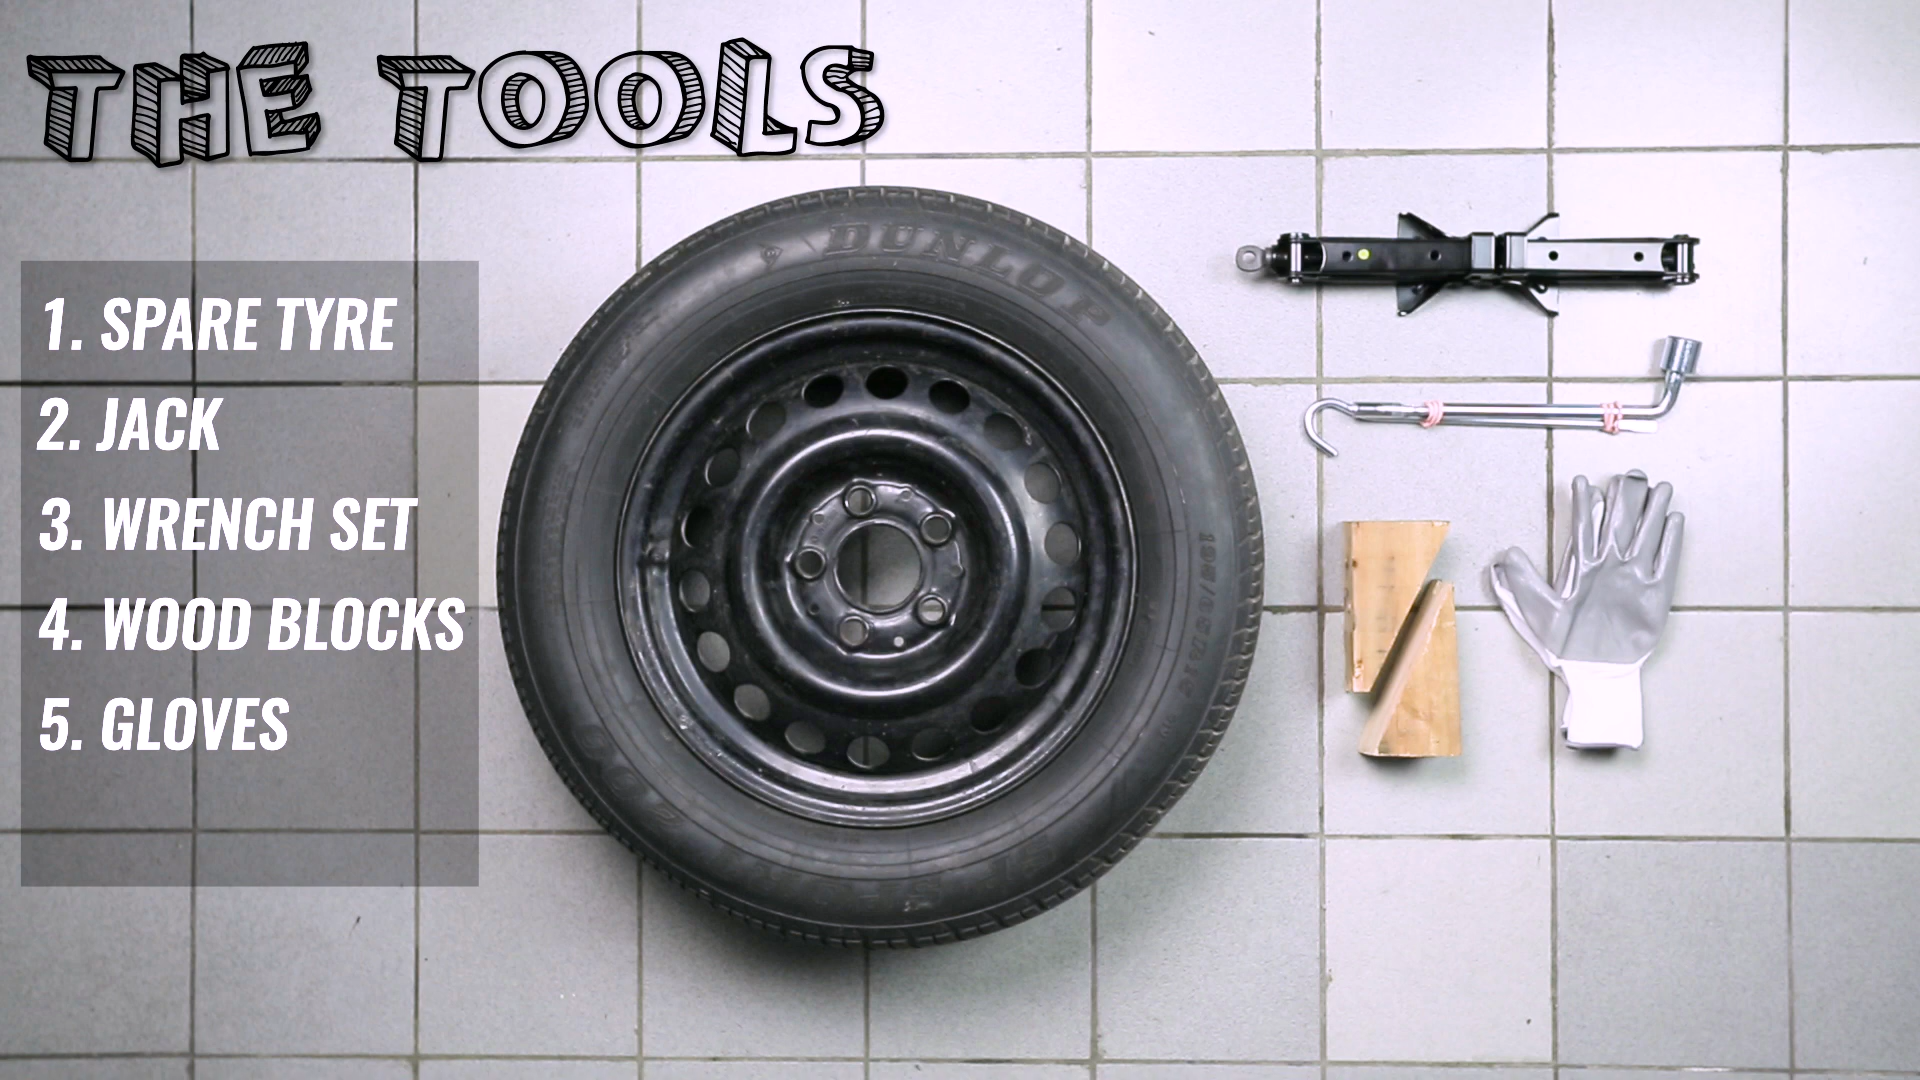 THE TOOLS
1. SPARE TYRE
2. JACK
3. WRENCH SET
4. WOOD BLOCKS
5. GLOVES
DUNLOP